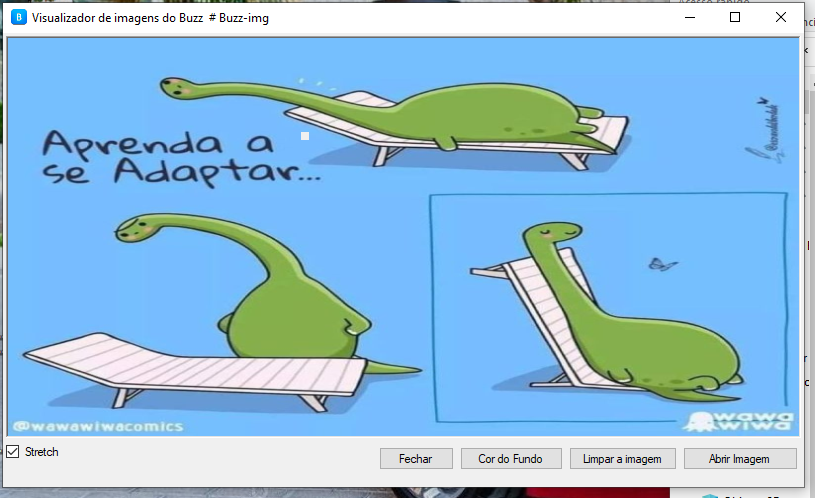 Visualizador de imagens do Buzz # Buzz-img
Aprenda a
se Adaptar...
@wawawiwacomics
wawa
wiwa
Stretch
Fechar
Cor do Fundo
Limpar a imagem
Abrir Imagem